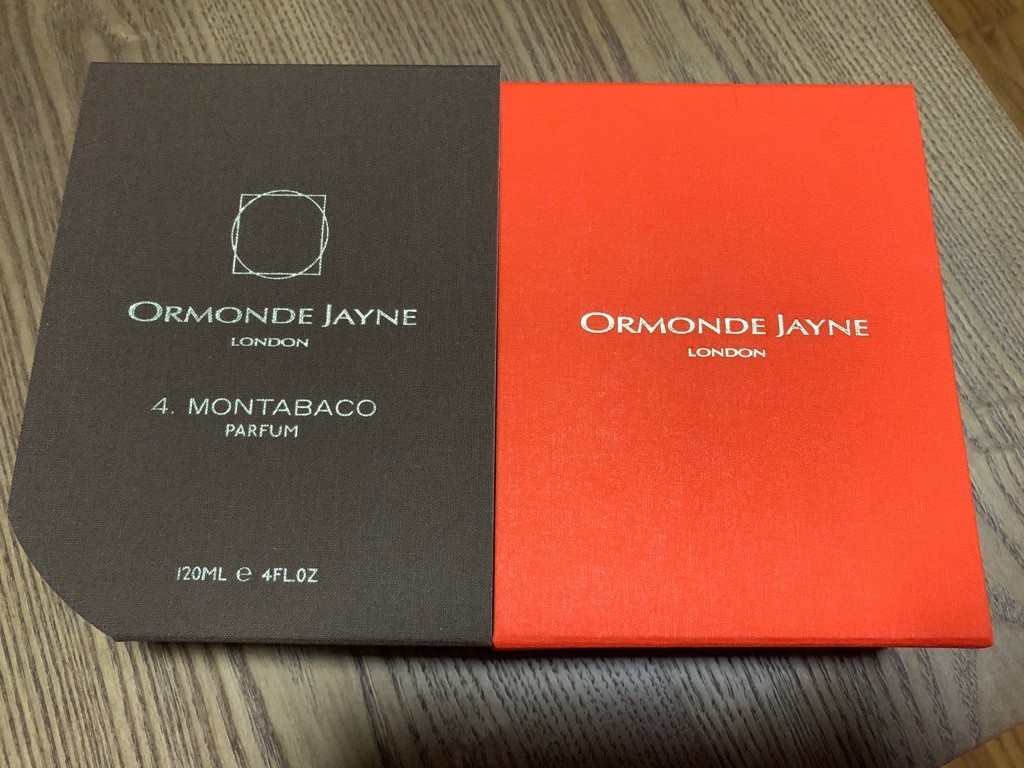 ORMONDE JAYNE
LONDON
4. MONTABACO
PARFUM
120ML e 4FL.OZ
ORMONDE JAYNE
LONDON